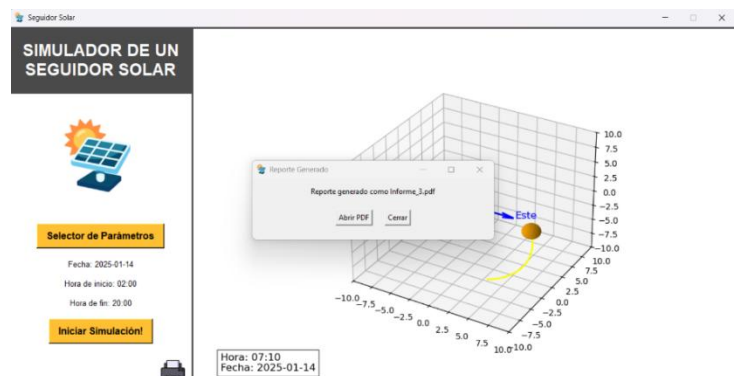 Seguidor Solar
SIMULADOR DE UN
SEGUIDOR SOLAR
Selector de Parámetros
Fecha: 2025-01-14
Hora de inicio: 02:00
Hora de fin: 20:00
Iniciar Simulación!
Reporte Generado
Reporte generado como Informe_3.pdf
Abrir PDF
Cerrar
Este
10.0
7.5
5.0
2.5
0.0
−2.5
−5.0
−7.5
−10.0
10.0
7.5
5.0
2.5
0.0
−2.5
−5.0
−7.5
−10.0
−10.0
−7.5
−5.0
−2.5
0.0
2.5
5.0
7.5
10.0
Hora: 07:10
Fecha: 2025-01-14